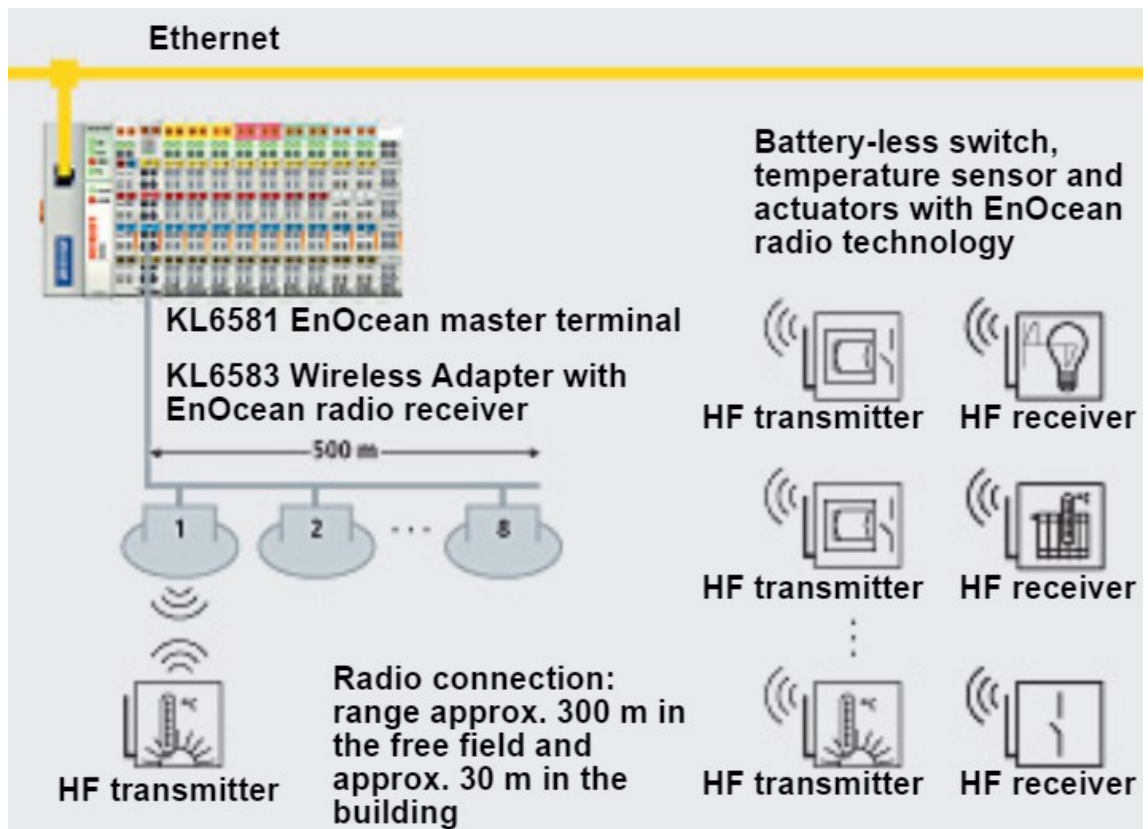 Ethernet
Battery-less switch,
temperature sensor and
actuators with EnOcean
radio technology
KL6581 EnOcean master terminal
KL6583 Wireless Adapter with
EnOcean radio receiver
500 m
1
2
...
8
HF transmitter
HF receiver
HF transmitter
HF receiver
°C
HF transmitter
Radio connection:
range approx. 300 m in
the free field and
approx. 30 m in the
building
°C
HF transmitter
HF receiver